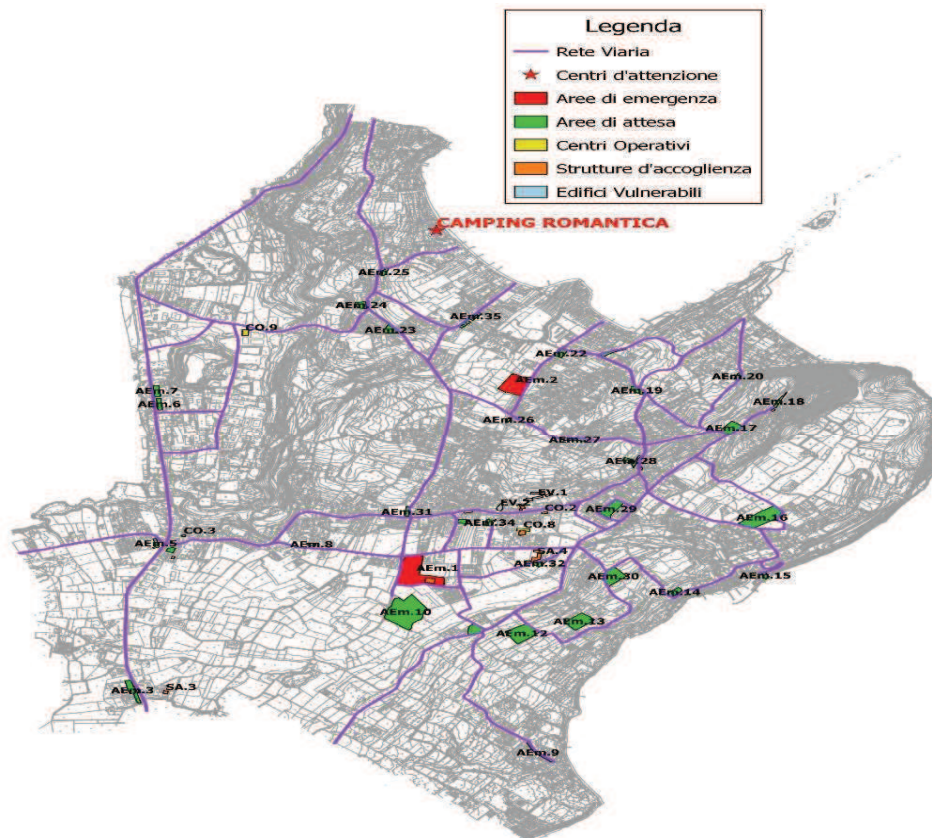 Legenda
Rete Viaria
Centri d'attenzione
Aree di emergenza
Aree di attesa
Centri Operativi
Strutture d'accoglienza
Edifici Vulnerabili
CAMPING ROMANTICA
AEm.25
AEm.24
AEm.35
CO.9
AEm.23
AEm.22
AEm.2
AEm.20
AEm.7
AEm.19
AEm.6
AEm.18
AEm.26
AEm.17
AEm.27
AEm.28
EV.1
EV.2
CO.2
AEm.31
AEm.29
AEm.34
AEm.16
CO.3
CO.8
AEm.5
AEm.8
SA.4
AEm.32
AEm.1
AEm.30
AEm.15
AEm.14
AEm.10
AEm.13
AEm.12
AEm.3
SA.3
AEm.9